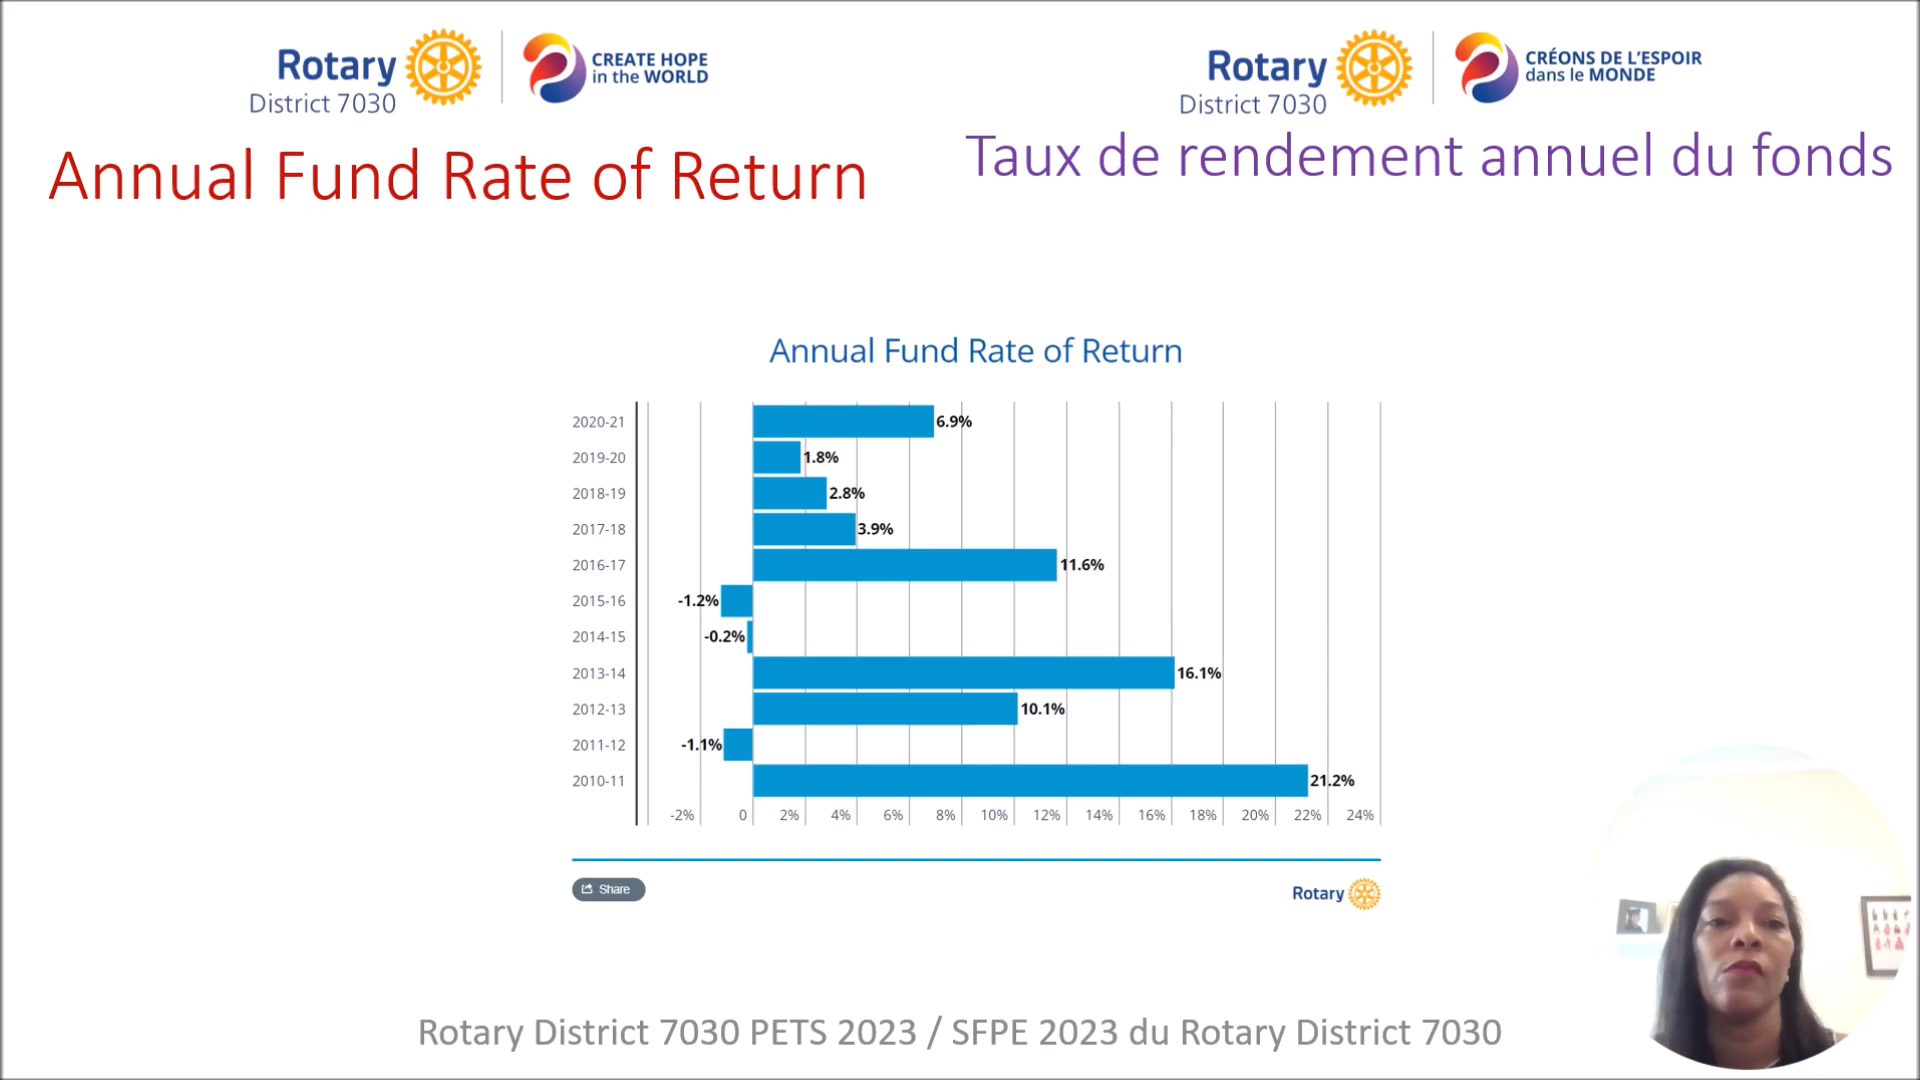 Rotary
District 7030
CREATE HOPE
in the WORLD
Rotary
District 7030
CRÉONS DE L'ESPOIR
dans le MONDE
Annual Fund Rate of Return
Taux de rendement annuel du fonds
Annual Fund Rate of Return
2020-21 6.9%
2019-20 1.8%
2018-19 2.8%
2017-18 3.9%
2016-17 11.6%
2015-16 -1.2%
2014-15 -0.2%
2013-14 16.1%
2012-13 10.1%
2011-12 -1.1%
2010-11 21.2%
-2% 0 2% 4% 6% 8% 10% 12% 14% 16% 18% 20% 22% 24%
Share
Rotary
Rotary District 7030 PETS 2023 / SFPE 2023 du Rotary District 7030